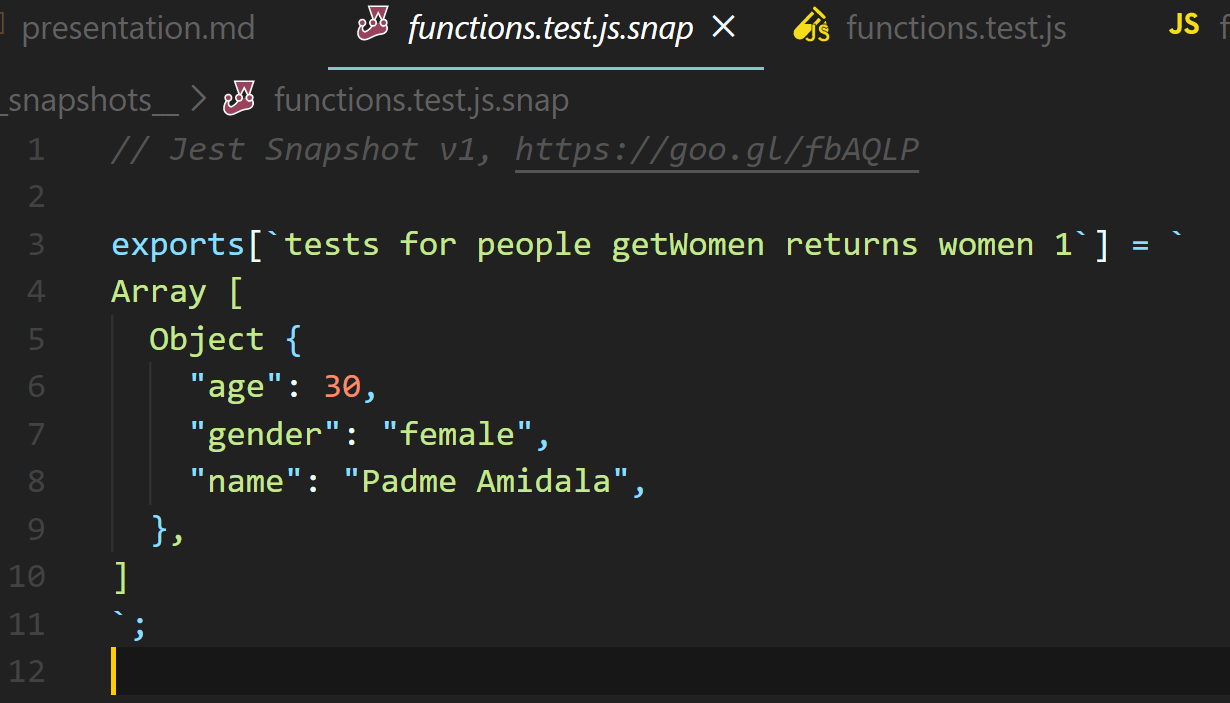 presentation.md functions.test.js.snap × functions.test.js JS f
_snapshots__ > functions.test.js.snap
1 // Jest Snapshot v1, https://goo.gl/fbAQLP
2
3 exports[`tests for people getWomen returns women 1`] = `
4 Array [
5   Object {
6     "age": 30,
7     "gender": "female",
8     "name": "Padme Amidala",
9   },
10 ]
11 `;
12